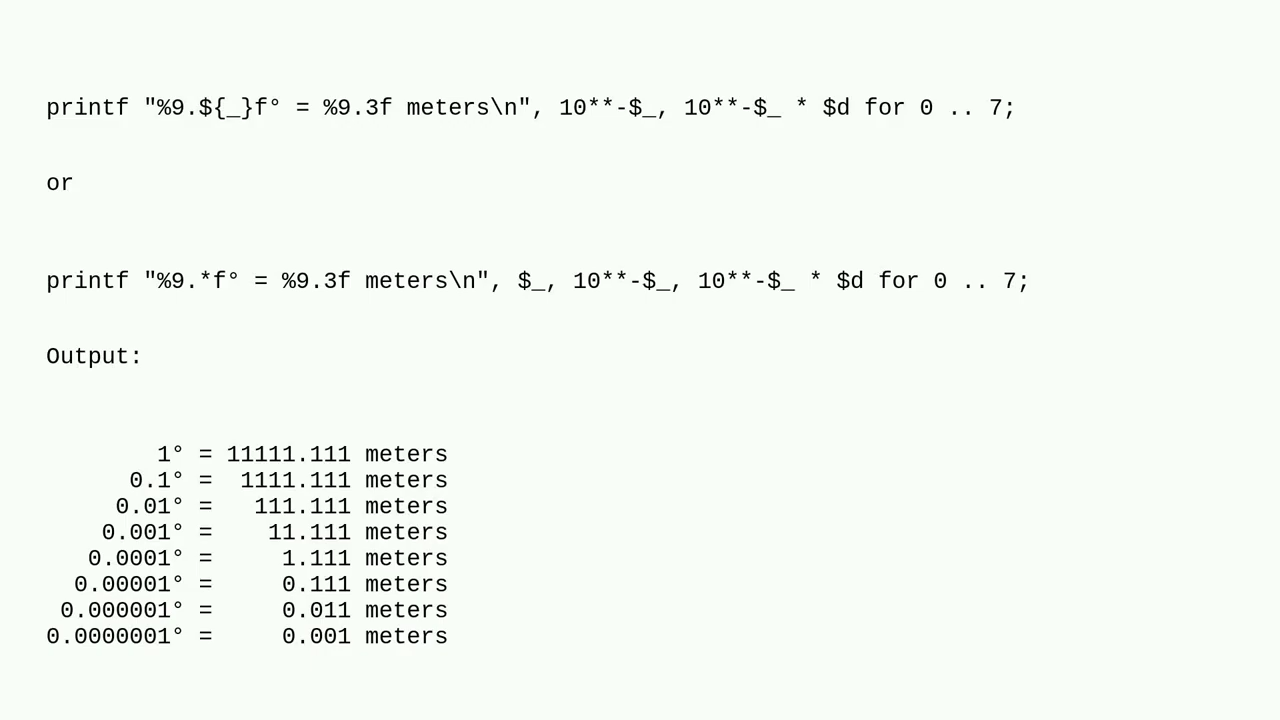 printf "%9.${_}f° = %9.3f meters\n", 10**-$_, 10**-$_ * $d for 0 .. 7;
or
printf "%9.*f° = %9.3f meters\n", $_, 10**-$_, 10**-$_ * $d for 0 .. 7;
Output:
        1° = 11111.111 meters
      0.1° =  1111.111 meters
     0.01° =   111.111 meters
    0.001° =    11.111 meters
   0.0001° =     1.111 meters
  0.00001° =     0.111 meters
 0.000001° =     0.011 meters
0.0000001° =     0.001 meters